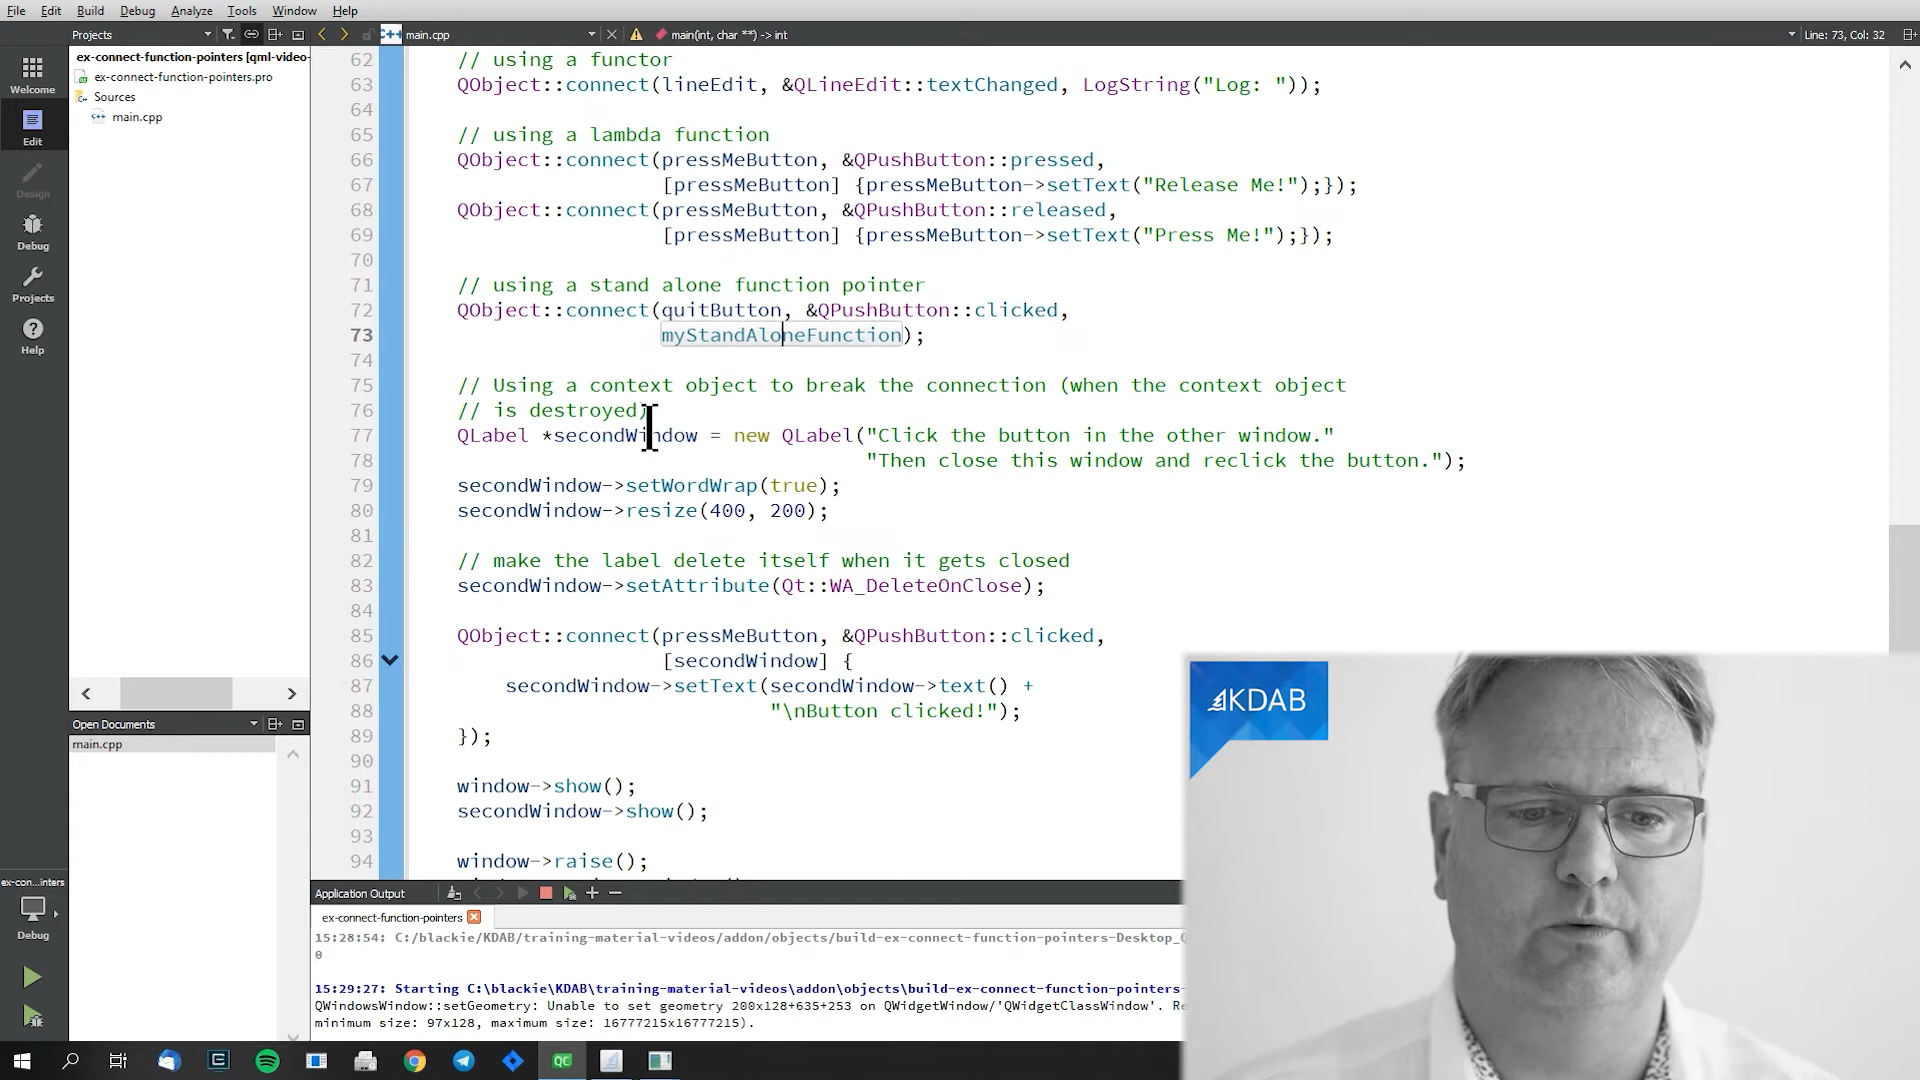 File Edit Build Debug Analyze Tools Window Help
Projects
main.cpp
main(int, char **) -> int
Line: 73, Col: 32
Welcome
Edit
Design
Debug
Projects
Help
ex-connect-function-pointers [qml-video-
ex-connect-function-pointers.pro
Sources
main.cpp
Open Documents
main.cpp
62 // using a functor
63 QObject::connect(lineEdit, &QLineEdit::textChanged, LogString("Log: "));
64
65 // using a lambda function
66 QObject::connect(pressMeButton, &QPushButton::pressed,
67 [pressMeButton] {pressMeButton->setText("Release Me!");});
68 QObject::connect(pressMeButton, &QPushButton::released,
69 [pressMeButton] {pressMeButton->setText("Press Me!");});
70
71 // using a stand alone function pointer
72 QObject::connect(quitButton, &QPushButton::clicked,
73 myStandAloneFunction);
74
75 // Using a context object to break the connection (when the context object
76 // is destroyed)
77 QLabel *secondWindow = new QLabel("Click the button in the other window."
78 "Then close this window and reclick the button.");
79 secondWindow->setWordWrap(true);
80 secondWindow->resize(400, 200);
81
82 // make the label delete itself when it gets closed
83 secondWindow->setAttribute(Qt::WA_DeleteOnClose);
84
85 QObject::connect(pressMeButton, &QPushButton::clicked,
86 [secondWindow] {
87 secondWindow->setText(secondWindow->text() +
88 "\nButton clicked!");
89 });
90
91 window->show();
92 secondWindow->show();
93
94 window->raise();
KDAB
ex-con...inters
Debug
Application Output
ex-connect-function-pointers
15:28:54: C:/blackie/KDAB/training-material-videos/addon/objects/build-ex-connect-function-pointers-Desktop_Q
0
15:29:27: Starting C:\blackie\KDAB\training-material-videos\addon\objects\build-ex-connect-function-pointers-
QWindowsWindow::setGeometry: Unable to set geometry 200x128+635+253 on QWidgetWindow/'QWidgetClassWindow'. Re
minimum size: 97x128, maximum size: 16777215x16777215).
QC